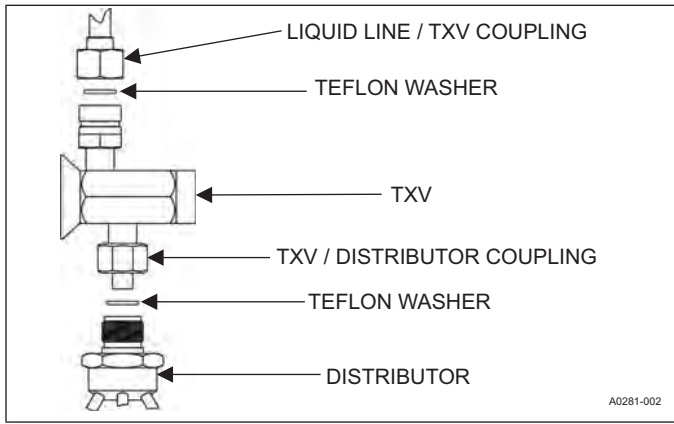 LIQUID LINE / TXV COUPLING
TEFLON WASHER
TXV
TXV / DISTRIBUTOR COUPLING
TEFLON WASHER
DISTRIBUTOR
A0281-002